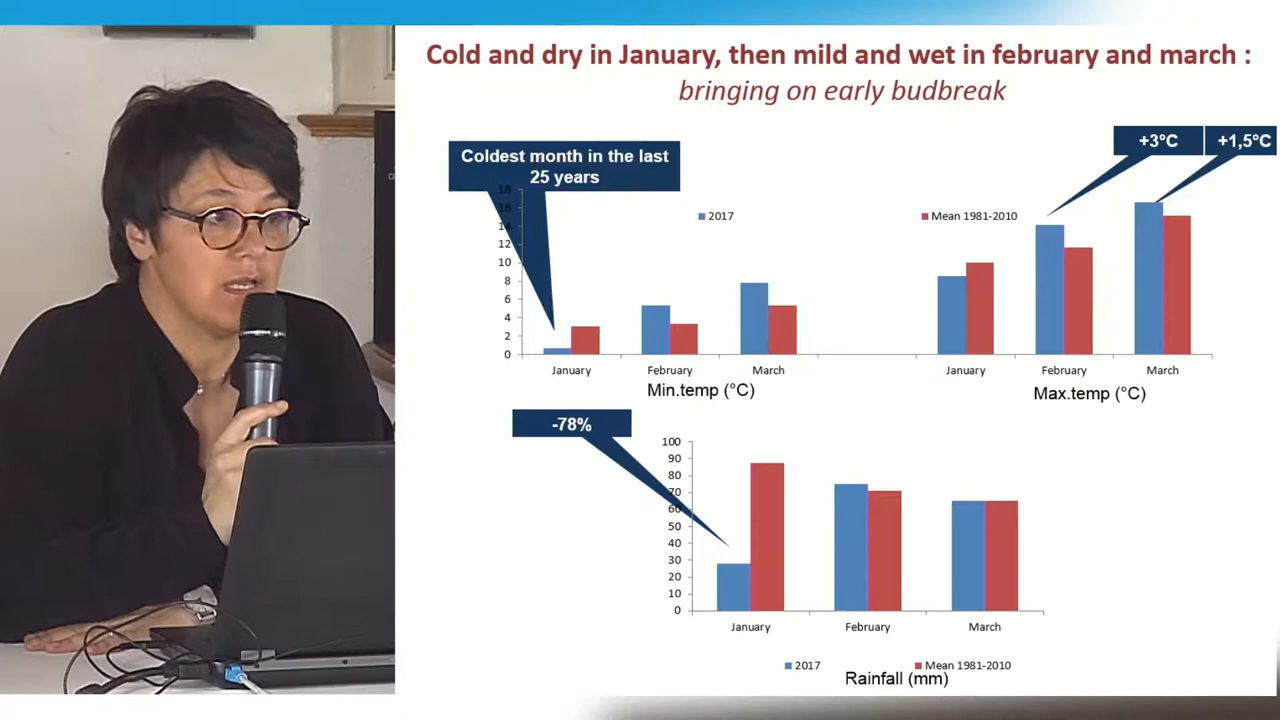 Cold and dry in January, then mild and wet in february and march :
bringing on early budbreak
Coldest month in the last
25 years
+3°C
+1,5°C
18
16
14
12
10
8
6
4
2
0
2017
Mean 1981-2010
January
February
March
January
February
March
Min.temp (°C)
Max.temp (°C)
-78%
100
90
80
70
60
50
40
30
20
10
0
January
February
March
2017
Mean 1981-2010
Rainfall (mm)